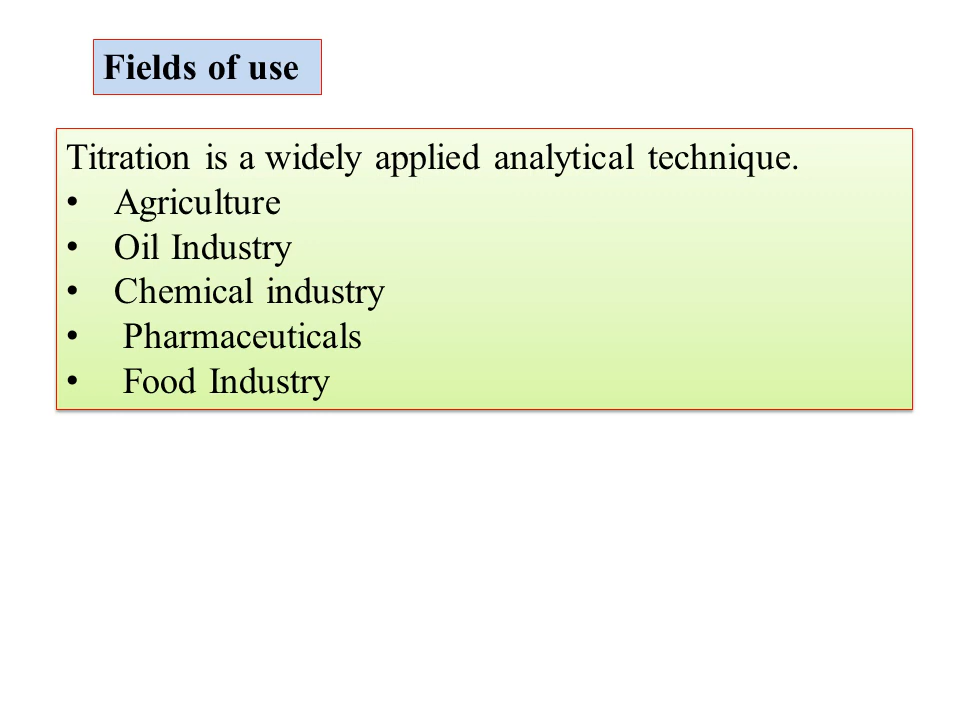 Fields of use
Titration is a widely applied analytical technique.
• Agriculture
• Oil Industry
• Chemical industry
• Pharmaceuticals
• Food Industry